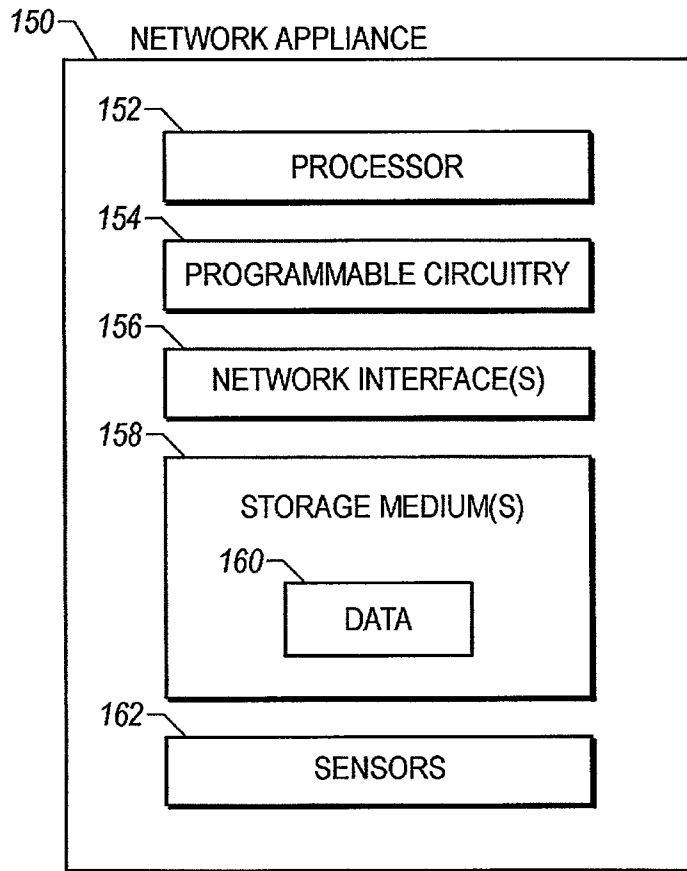 150
NETWORK APPLIANCE
152
PROCESSOR
154
PROGRAMMABLE CIRCUITRY
156
NETWORK INTERFACE(S)
158
STORAGE MEDIUM(S)
160
DATA
162
SENSORS